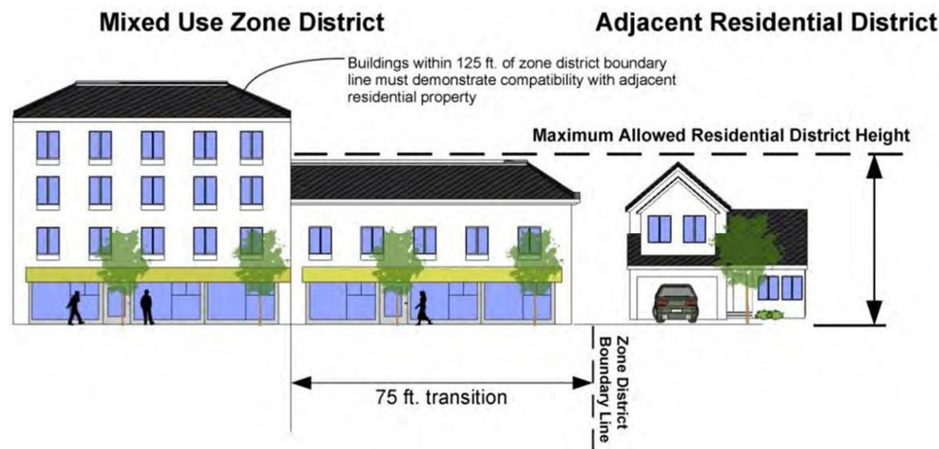 Mixed Use Zone District
Adjacent Residential District
Buildings within 125 ft. of zone district boundary
line must demonstrate compatibility with adjacent
residential property
Maximum Allowed Residential District Height
75 ft. transition
Zone District
Boundary Line